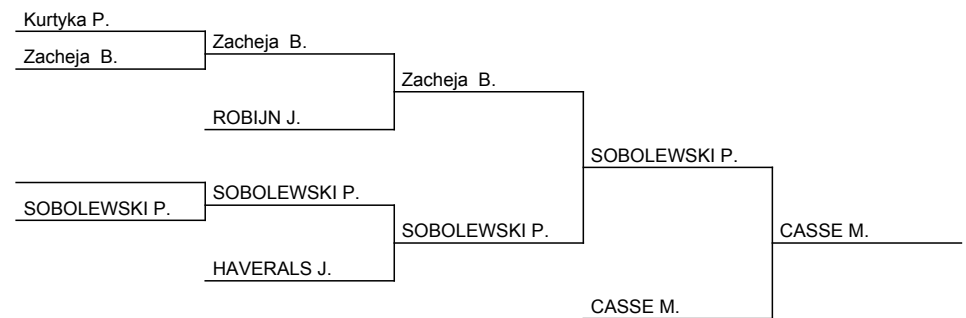 Kurtyka P.
Zacheja  B.
Zacheja  B.
Zacheja  B.
ROBIJN J.
SOBOLEWSKI P.
SOBOLEWSKI P.
SOBOLEWSKI P.
SOBOLEWSKI P.
CASSE M.
HAVERALS J.
CASSE M.